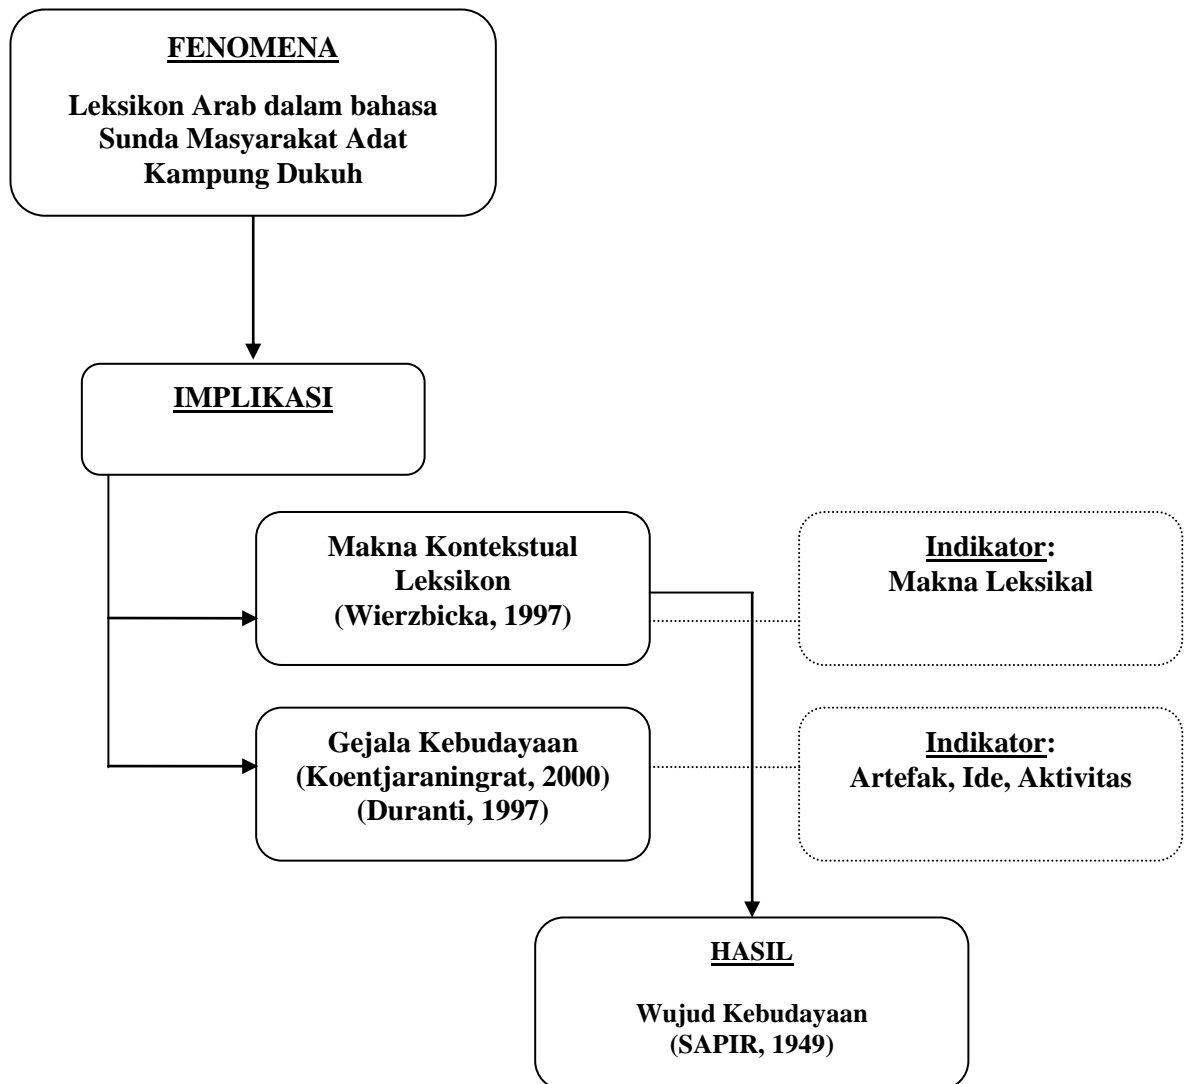 FENOMENA
Leksikon Arab dalam bahasa
Sunda Masyarakat Adat
Kampung Dukuh
IMPLIKASI
Makna Kontekstual
Leksikon
(Wierzbicka, 1997)
Indikator:
Makna Leksikal
Gejala Kebudayaan
(Koentjaraningrat, 2000)
(Duranti, 1997)
Indikator:
Artefak, Ide, Aktivitas
HASIL
Wujud Kebudayaan
(SAPIR, 1949)